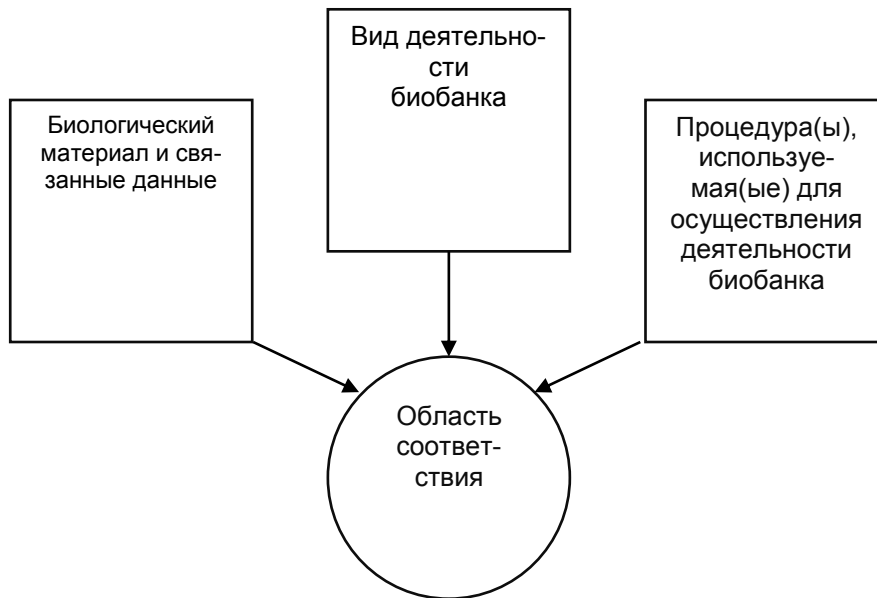 Биологический
материал и свя-
занные данные
Вид деятельно-
сти
биобанка
Процедура(ы),
используе-
мая(ые) для
осуществления
деятельности
биобанка
Область
соответ-
ствия